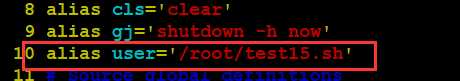 8 alias cls='clear'
9 alias gj='shutdown -h now'
10 alias user='/root/test15.sh'
11 # Source global definitions